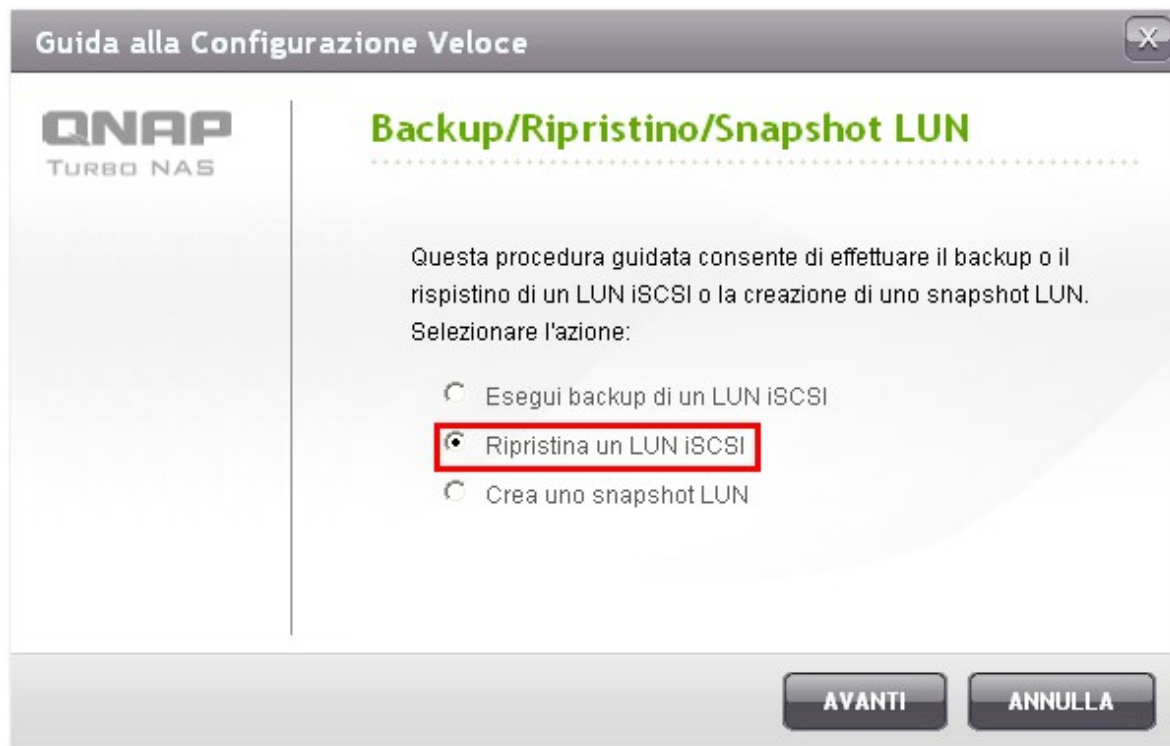 Guida alla Configurazione Veloce
X
QNAP
TURBO NAS
Backup/Ripristino/Snapshot LUN
Questa procedura guidata consente di effettuare il backup o il
rispistino di un LUN iSCSI o la creazione di uno snapshot LUN.
Selezionare l'azione:
Esegui backup di un LUN iSCSI
Ripristina un LUN iSCSI
Crea uno snapshot LUN
AVANTI
ANNULLA